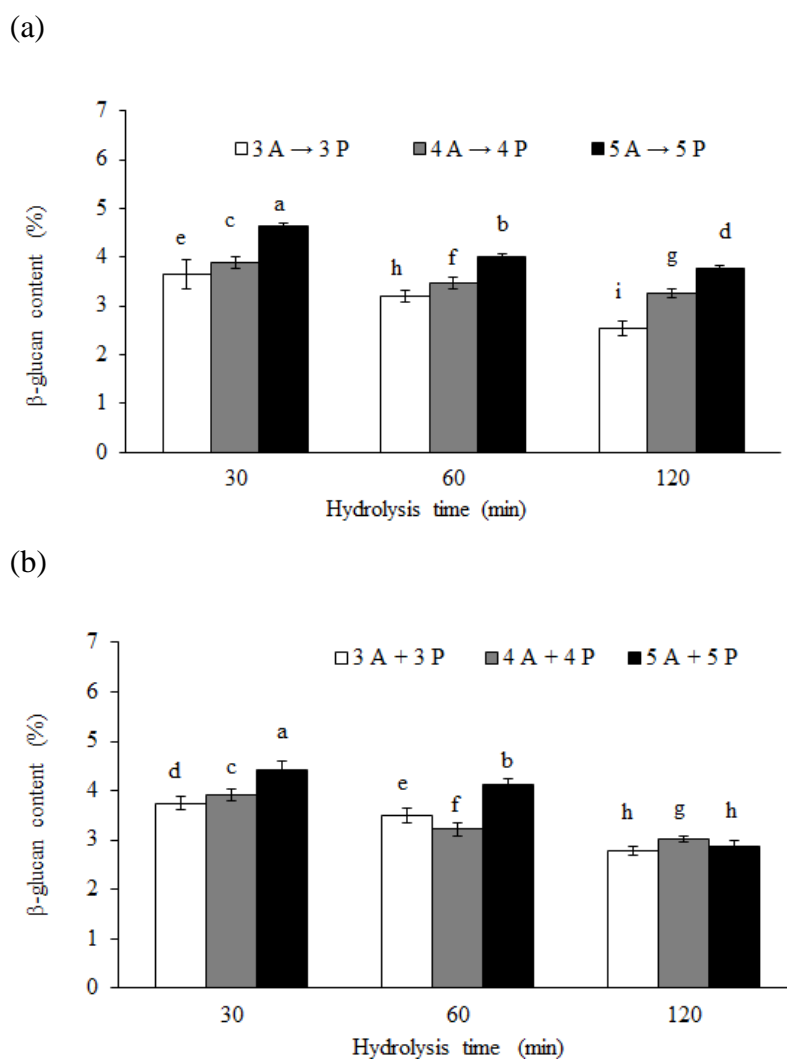 (a)
7
6
5
4
3
2
1
0
β-glucan content (%)
3 A → 3 P 4 A → 4 P 5 A → 5 P
e c a
h f b
i g d
30 60 120
Hydrolysis time (min)
(b)
7
6
5
4
3
2
1
0
β-glucan content (%)
3 A + 3 P 4 A + 4 P 5 A + 5 P
d c a
e f b
h g h
30 60 120
Hydrolysis time (min)